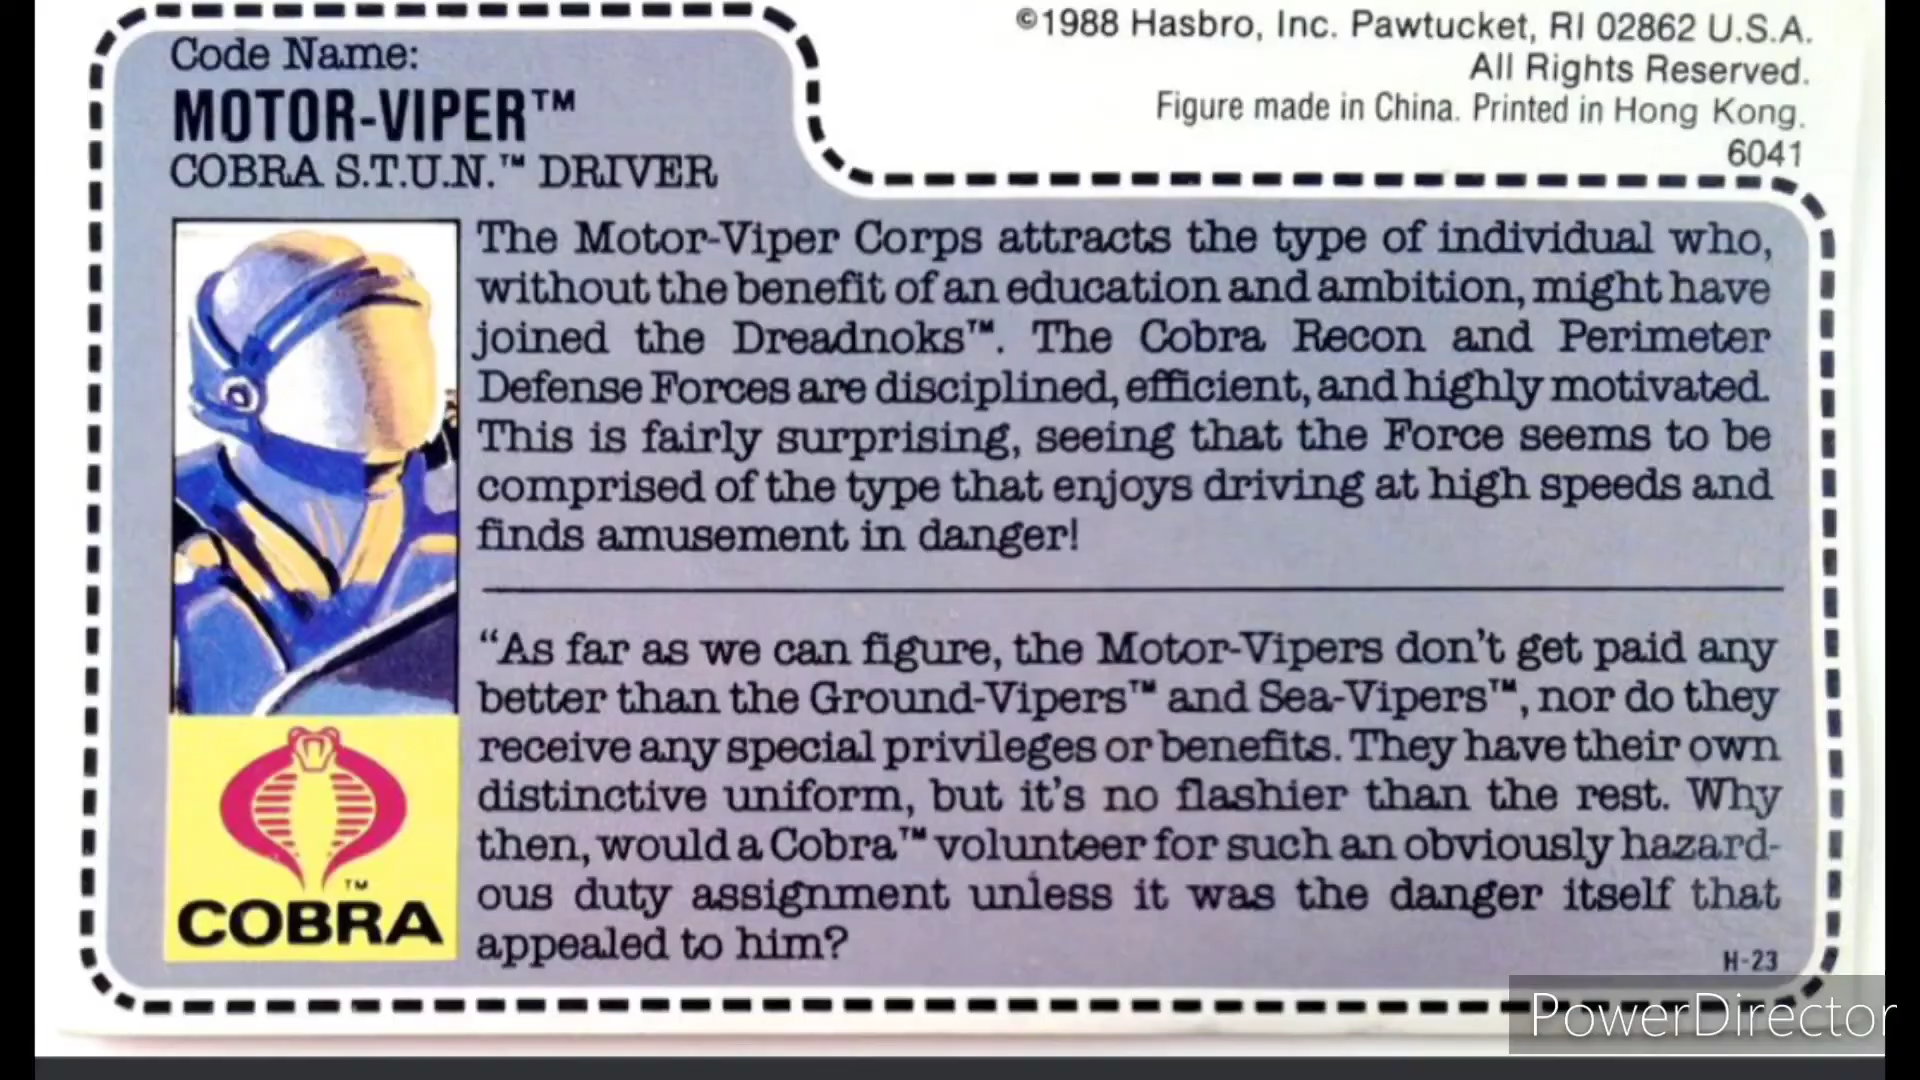 ©1988 Hasbro, Inc. Pawtucket, RI 02862 U.S.A.
All Rights Reserved.
Figure made in China. Printed in Hong Kong.
6041
Code Name:
MOTOR-VIPER™
COBRA S.T.U.N.™ DRIVER
The Motor-Viper Corps attracts the type of individual who,
without the benefit of an education and ambition, might have
joined the Dreadnoks™. The Cobra Recon and Perimeter
Defense Forces are disciplined, efficient, and highly motivated.
This is fairly surprising, seeing that the Force seems to be
comprised of the type that enjoys driving at high speeds and
finds amusement in danger!
“As far as we can figure, the Motor-Vipers don't get paid any
better than the Ground-Vipers™ and Sea-Vipers™, nor do they
receive any special privileges or benefits. They have their own
distinctive uniform, but it's no flashier than the rest. Why
then, would a Cobra™ volunteer for such an obviously hazard-
ous duty assignment unless it was the danger itself that
appealed to him?
H-23
TM
COBRA
PowerDirector